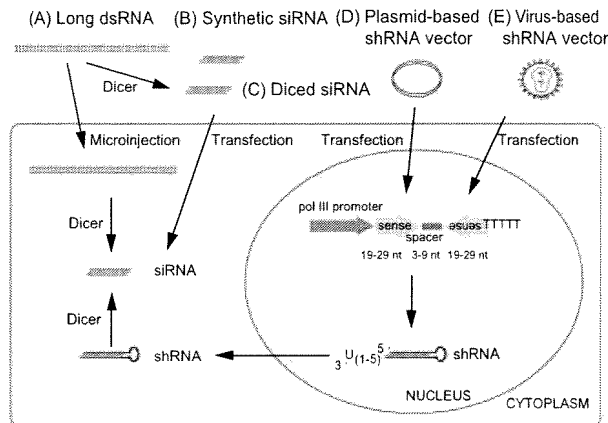 (A) Long dsRNA
(B) Synthetic siRNA
(D) Plasmid-based
shRNA vector
(E) Virus-based
shRNA vector
Dicer
(C) Diced siRNA
Microinjection
Transfection
Transfection
Transfection
pol III promoter
sense
spacer
sense
TTTTT
19-29 nt
3-9 nt
19-29 nt
Dicer
siRNA
Dicer
shRNA
3'U(1-5)
5'
shRNA
NUCLEUS
CYTOPLASM